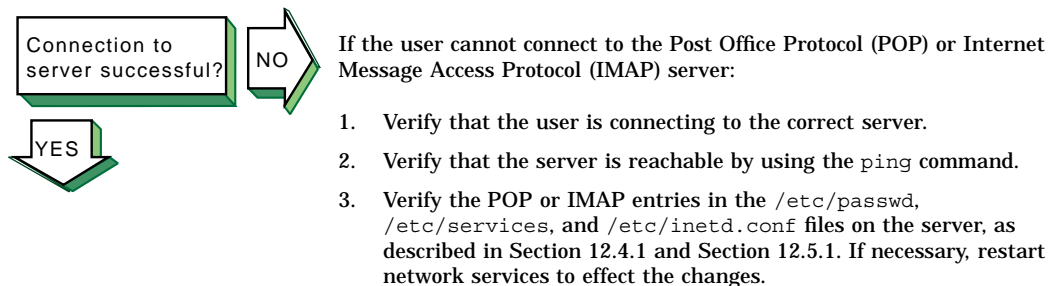 Connection to
server successful?
NO
YES
If the user cannot connect to the Post Office Protocol (POP) or Internet
Message Access Protocol (IMAP) server:
1. Verify that the user is connecting to the correct server.
2. Verify that the server is reachable by using the ping command.
3. Verify the POP or IMAP entries in the /etc/passwd,
/etc/services, and /etc/inetd.conf files on the server, as
described in Section 12.4.1 and Section 12.5.1. If necessary, restart
network services to effect the changes.